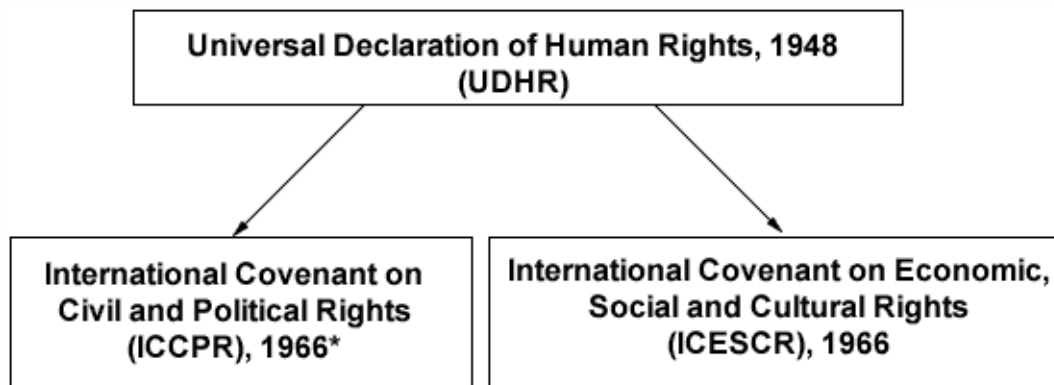 Universal Declaration of Human Rights, 1948
(UDHR)
International Covenant on
Civil and Political Rights
(ICCPR), 1966*
International Covenant on Economic,
Social and Cultural Rights
(ICESCR), 1966